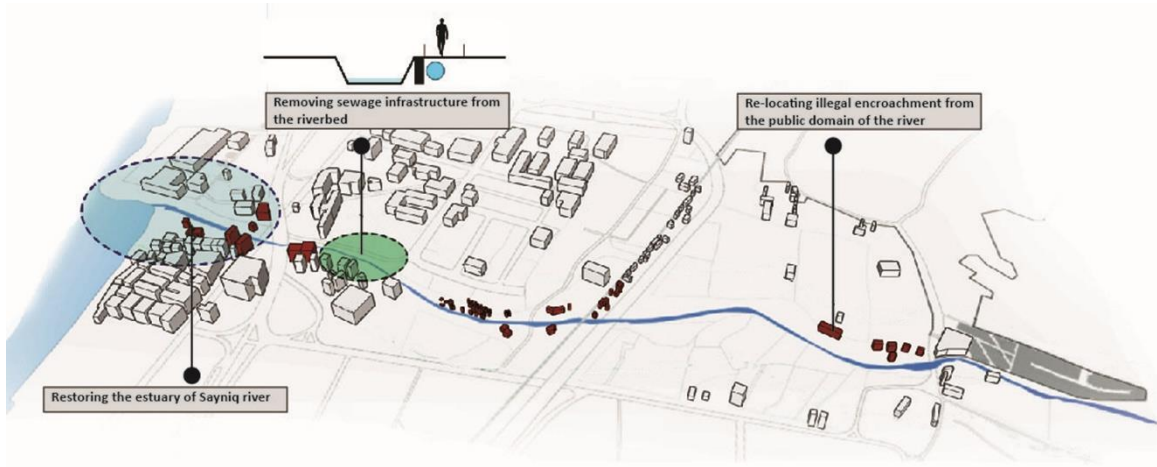 Removing sewage infrastructure from
the riverbed
Re-locating illegal encroachment from
the public domain of the river
Restoring the estuary of Sayniq river